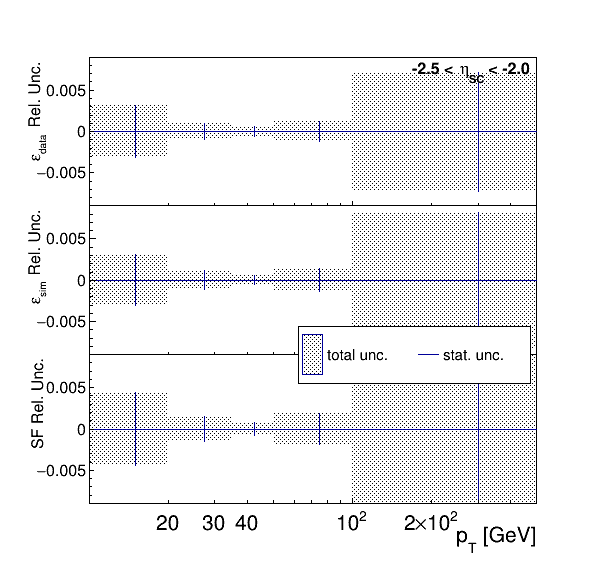 -2.5 < η_sc < -2.0
ε_data Rel. Unc.
0.005
0
−0.005
ε_sim Rel. Unc.
0.005
0
−0.005
total unc. stat. unc.
SF Rel. Unc.
0.005
0
−0.005
20 30 40 10² 2×10²
p_T [GeV]